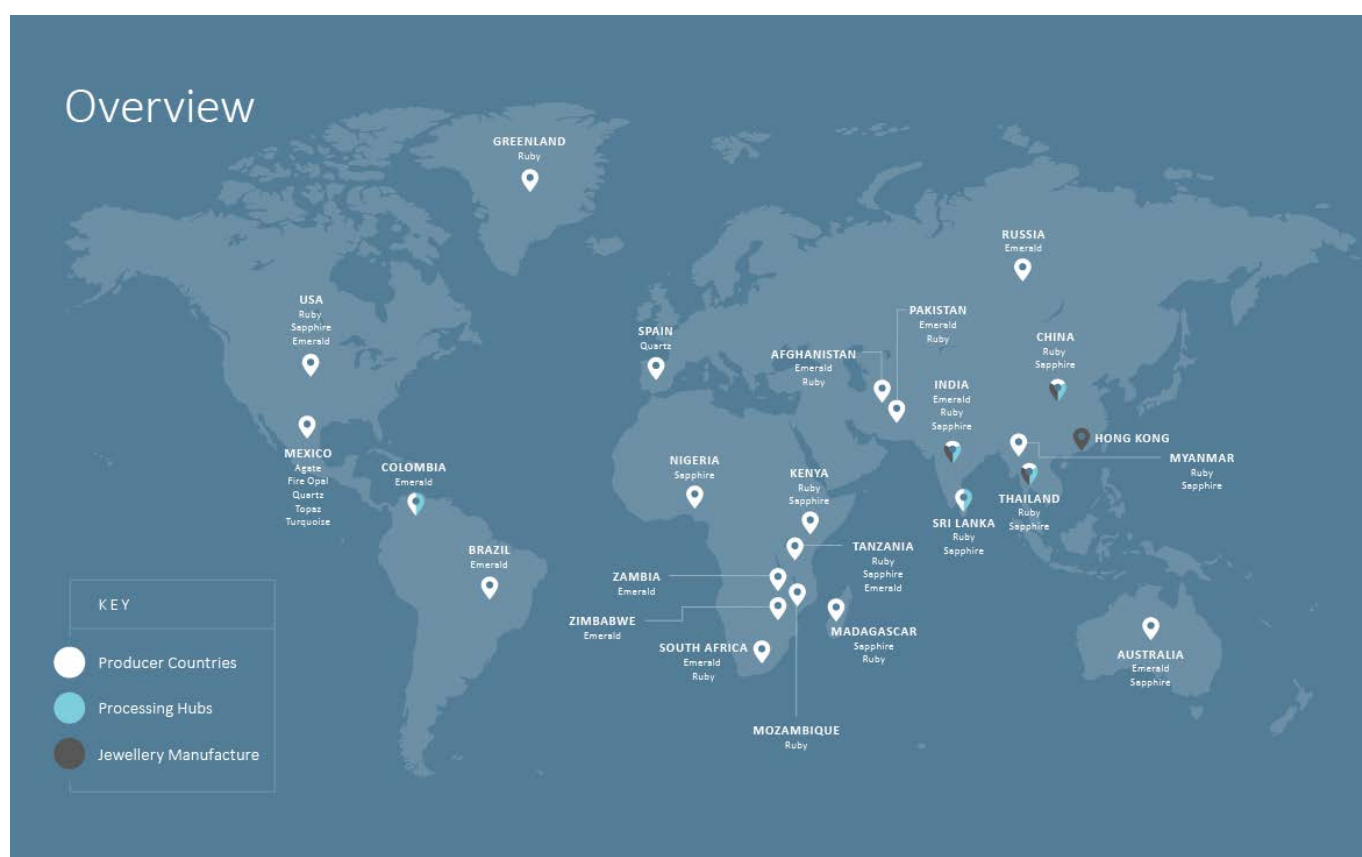 Overview
GREENLAND
Ruby
RUSSIA
Emerald
USA
Ruby
Sapphire
Emerald
SPAIN
Quartz
PAKISTAN
Emerald
Ruby
AFGHANISTAN
Emerald
Ruby
CHINA
Ruby
Sapphire
INDIA
Emerald
Ruby
Sapphire
HONG KONG
MYANMAR
Ruby
Sapphire
MEXICO
Agate
Fire Opal
Quartz
Topaz
Turquoise
COLOMBIA
Emerald
NIGERIA
Sapphire
KENYA
Ruby
Sapphire
THAILAND
Ruby
Sapphire
SRI LANKA
Ruby
Sapphire
BRAZIL
Emerald
TANZANIA
Ruby
Sapphire
Emerald
ZAMBIA
Emerald
ZIMBABWE
Emerald
SOUTH AFRICA
Emerald
Ruby
MADAGASCAR
Sapphire
Ruby
AUSTRALIA
Emerald
Sapphire
MOZAMBIQUE
Ruby
KEY
Producer Countries
Processing Hubs
Jewellery Manufacture